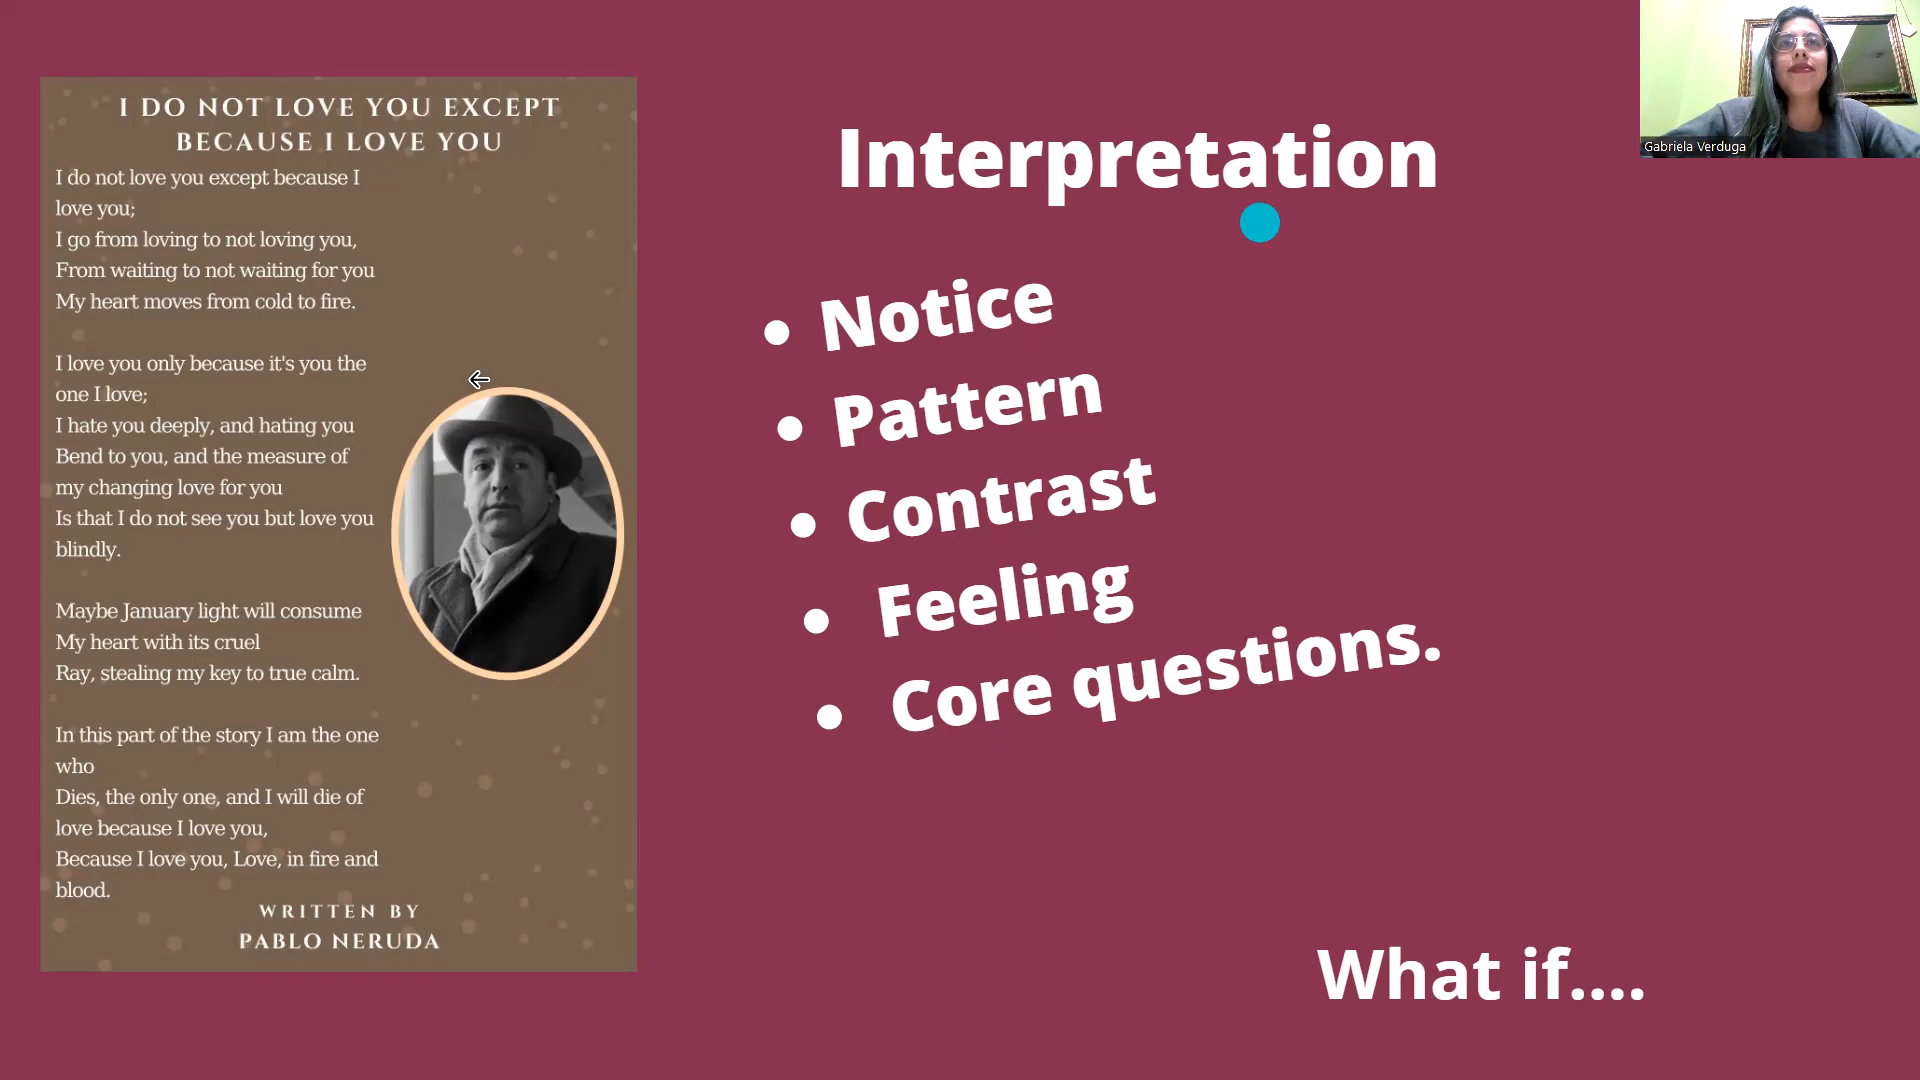 I DO NOT LOVE YOU EXCEPT
BECAUSE I LOVE YOU
I do not love you except because I
love you;
I go from loving to not loving you,
From waiting to not waiting for you
My heart moves from cold to fire.
I love you only because it's you the
one I love;
I hate you deeply, and hating you
Bend to you, and the measure of
my changing love for you
Is that I do not see you but love you
blindly.
Maybe January light will consume
My heart with its cruel
Ray, stealing my key to true calm.
In this part of the story I am the one
who
Dies, the only one, and I will die of
love because I love you,
Because I love you, Love, in fire and
blood.
WRITTEN BY
PABLO NERUDA
Interpretation
• Notice
• Pattern
• Contrast
• Feeling
• Core questions.
What if....
Gabriela Verduga